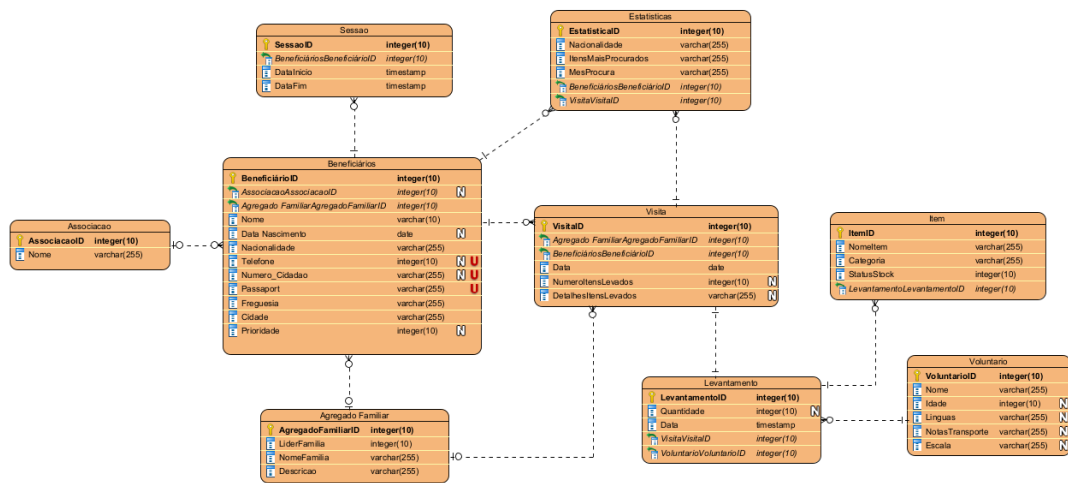 Sessao
SessaoID integer(10)
BeneficiáriosBeneficiárioID integer(10)
DataInicio timestamp
DataFim timestamp
Estatisticas
EstatisticaID integer(10)
Nacionalidade varchar(255)
ItensMaisProcurados varchar(255)
MesProcura varchar(255)
BeneficiáriosBeneficiárioID integer(10)
VisitaVisitaID integer(10)
Beneficiários
BeneficiárioID integer(10)
AssociacaoAssociacaoID integer(10) N
Agregado FamiliarAgregadoFamiliarID integer(10)
Nome varchar(10)
Data Nascimento date N
Nacionalidade varchar(255)
Telefone integer(10) N U
Numero_Cidadao varchar(255) N U
Passaport varchar(255) U
Freguesia varchar(255)
Cidade varchar(255)
Prioridade integer(10) N
Associacao
AssociacaoID integer(10)
Nome varchar(255)
Visita
VisitaID integer(10)
Agregado FamiliarAgregadoFamiliarID integer(10)
BeneficiáriosBeneficiárioID integer(10)
Data date
NumeroItensLevados integer(10) N
DetalhesItensLevados varchar(255) N
Item
ItemID integer(10)
NomeItem varchar(255)
Categoria varchar(255)
StatusStock integer(10)
LevantamentoLevantamentoID integer(10)
Agregado Familiar
AgregadoFamiliarID integer(10)
LiderFamilia integer(10)
NomeFamilia varchar(255)
Descricao varchar(255)
Levantamento
LevantamentoID integer(10)
Quantidade integer(10) N
Data timestamp
VisitaVisitaID integer(10)
VoluntarioVoluntarioID integer(10)
Voluntario
VoluntarioID integer(10)
Nome varchar(255)
Idade integer(10) N
Linguas varchar(255) N
NotasTransporte varchar(255) N
Escala varchar(255) N